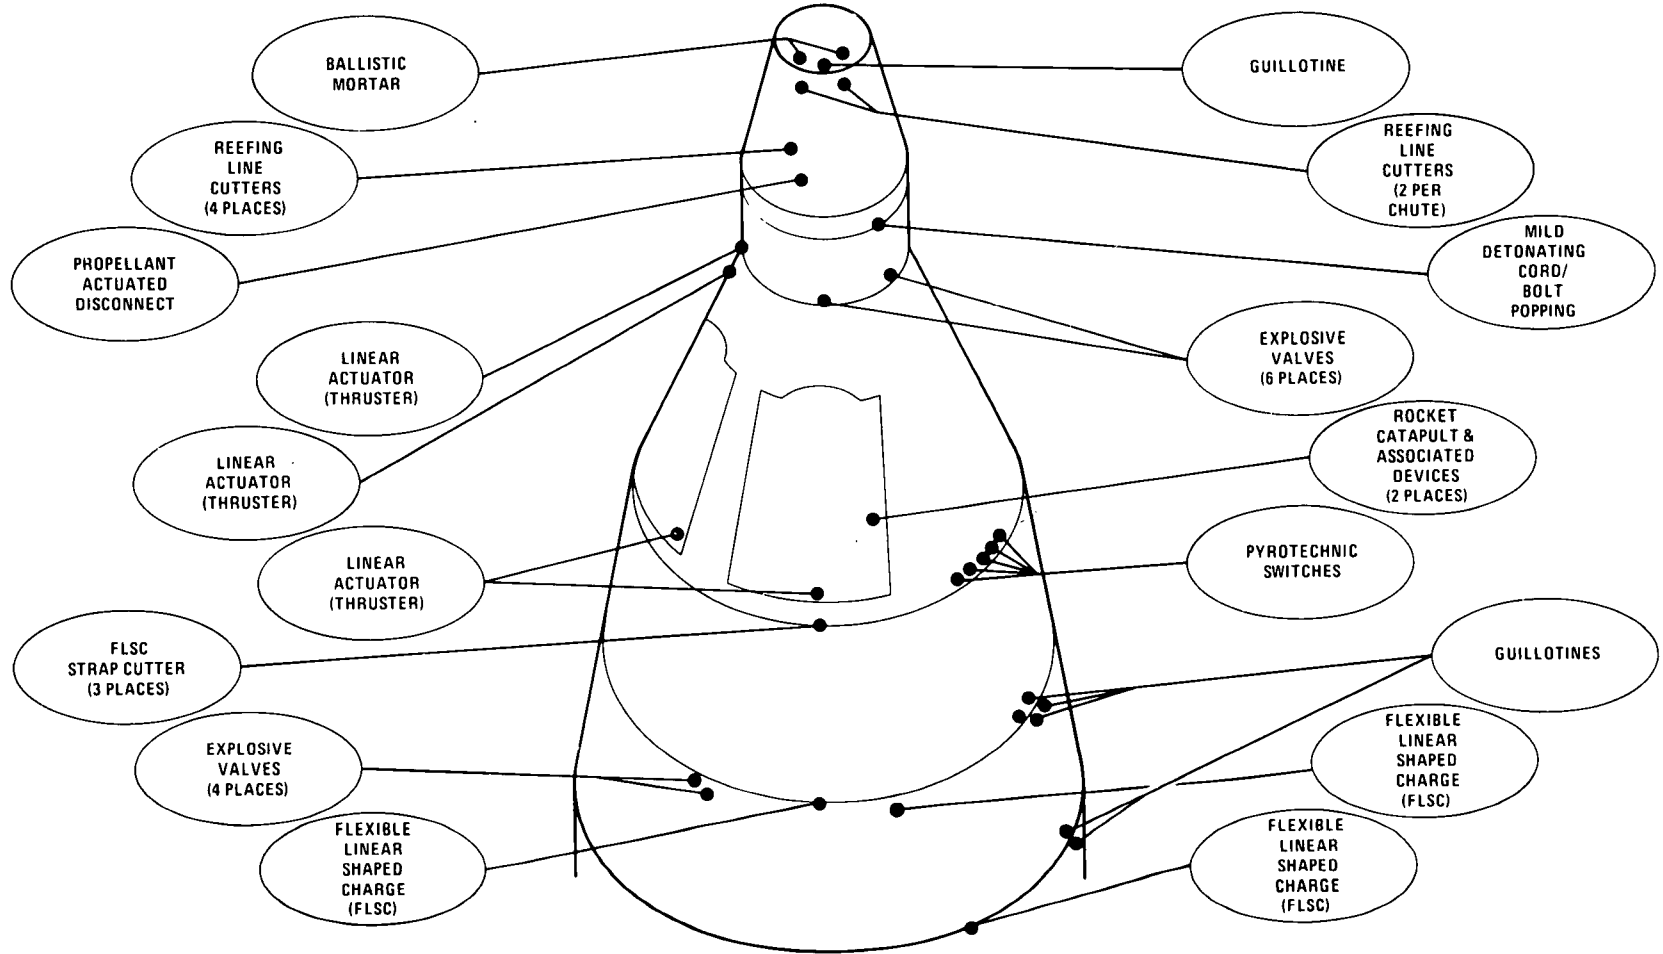 BALLISTIC
MORTAR
GUILLOTINE
REEFING
LINE
CUTTERS
(4 PLACES)
REEFING
LINE
CUTTERS
(2 PER
CHUTE)
PROPELLANT
ACTUATED
DISCONNECT
MILD
DETONATING
CORD/
BOLT
POPPING
LINEAR
ACTUATOR
(THRUSTER)
EXPLOSIVE
VALVES
(6 PLACES)
LINEAR
ACTUATOR
(THRUSTER)
ROCKET
CATAPULT &
ASSOCIATED
DEVICES
(2 PLACES)
LINEAR
ACTUATOR
(THRUSTER)
PYROTECHNIC
SWITCHES
FLSC
STRAP CUTTER
(3 PLACES)
GUILLOTINES
EXPLOSIVE
VALVES
(4 PLACES)
FLEXIBLE
LINEAR
SHAPED
CHARGE
(FLSC)
FLEXIBLE
LINEAR
SHAPED
CHARGE
(FLSC)
FLEXIBLE
LINEAR
SHAPED
CHARGE
(FLSC)